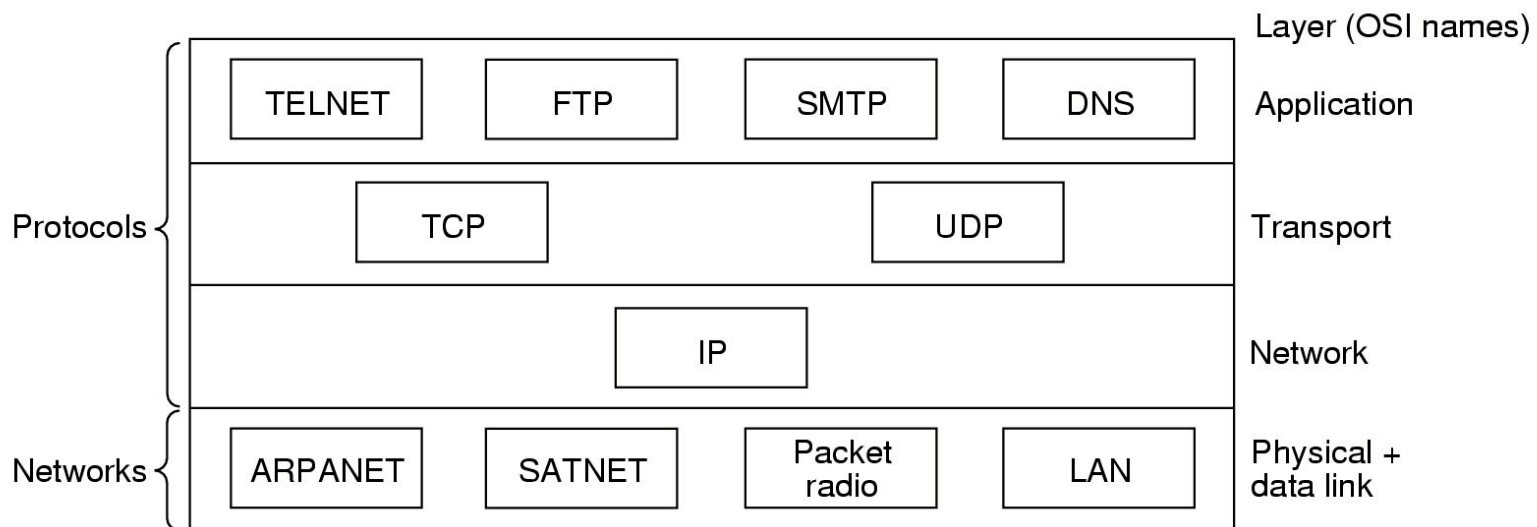 Layer (OSI names)
TELNET FTP SMTP DNS Application
Protocols TCP UDP Transport
IP Network
Networks ARPANET SATNET Packet radio LAN Physical +
data link